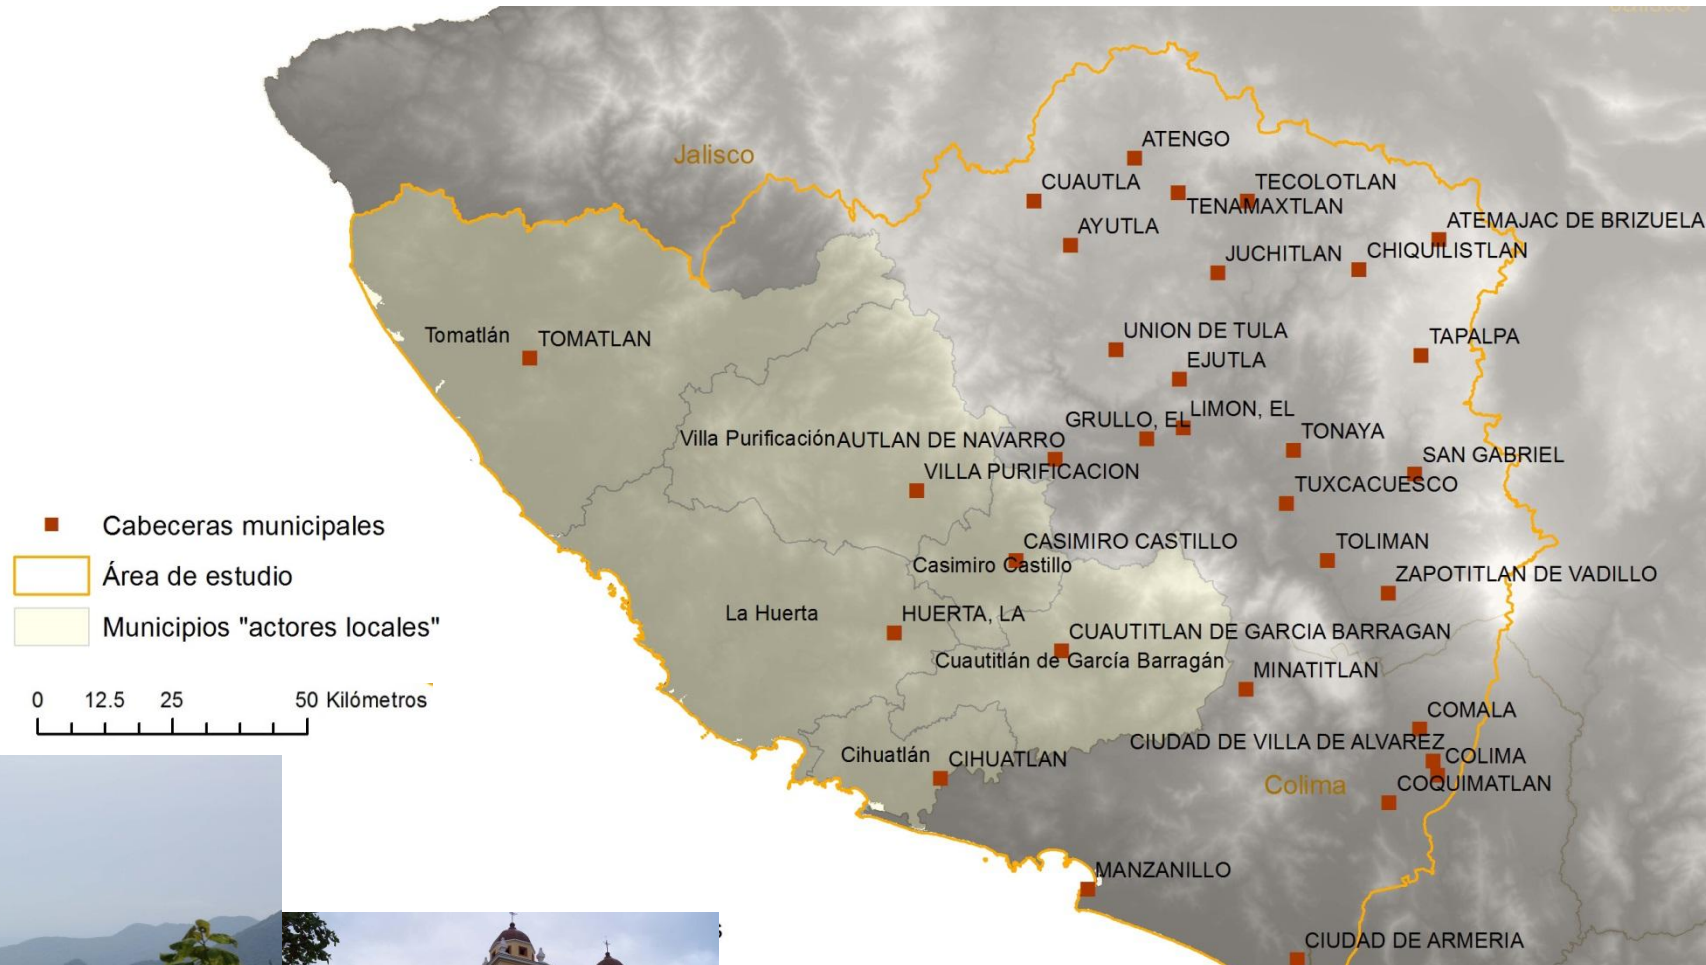 Jalisco
Jalisco
ATENGO
CUAUTLA
TECOLOTLAN
TENAMAXTLAN
AYUTLA
ATEMAJAC DE BRIZUELA
JUCHITLAN
CHIQUILISTLAN
Tomatlán
TOMATLAN
UNION DE TULA
TAPALPA
EJUTLA
GRULLO, EL
LIMON, EL
Villa Purificación
AUTLAN DE NAVARRO
TONAYA
VILLA PURIFICACION
SAN GABRIEL
TUXCACUESCO
Cabeceras municipales
CASIMIRO CASTILLO
TOLIMAN
Casimiro Castillo
Área de estudio
ZAPOTITLAN DE VADILLO
La Huerta
HUERTA, LA
Municipios "actores locales"
CUAUTITLAN DE GARCIA BARRAGAN
Cuautitlán de García Barragán
MINATITLAN
0 12.5 25 50 Kilómetros
COMALA
CIUDAD DE VILLA DE ALVAREZ
Cihuatlán
CIHUATLAN
COLIMA
Colima
COQUIMATLAN
MANZANILLO
CIUDAD DE ARMERIA